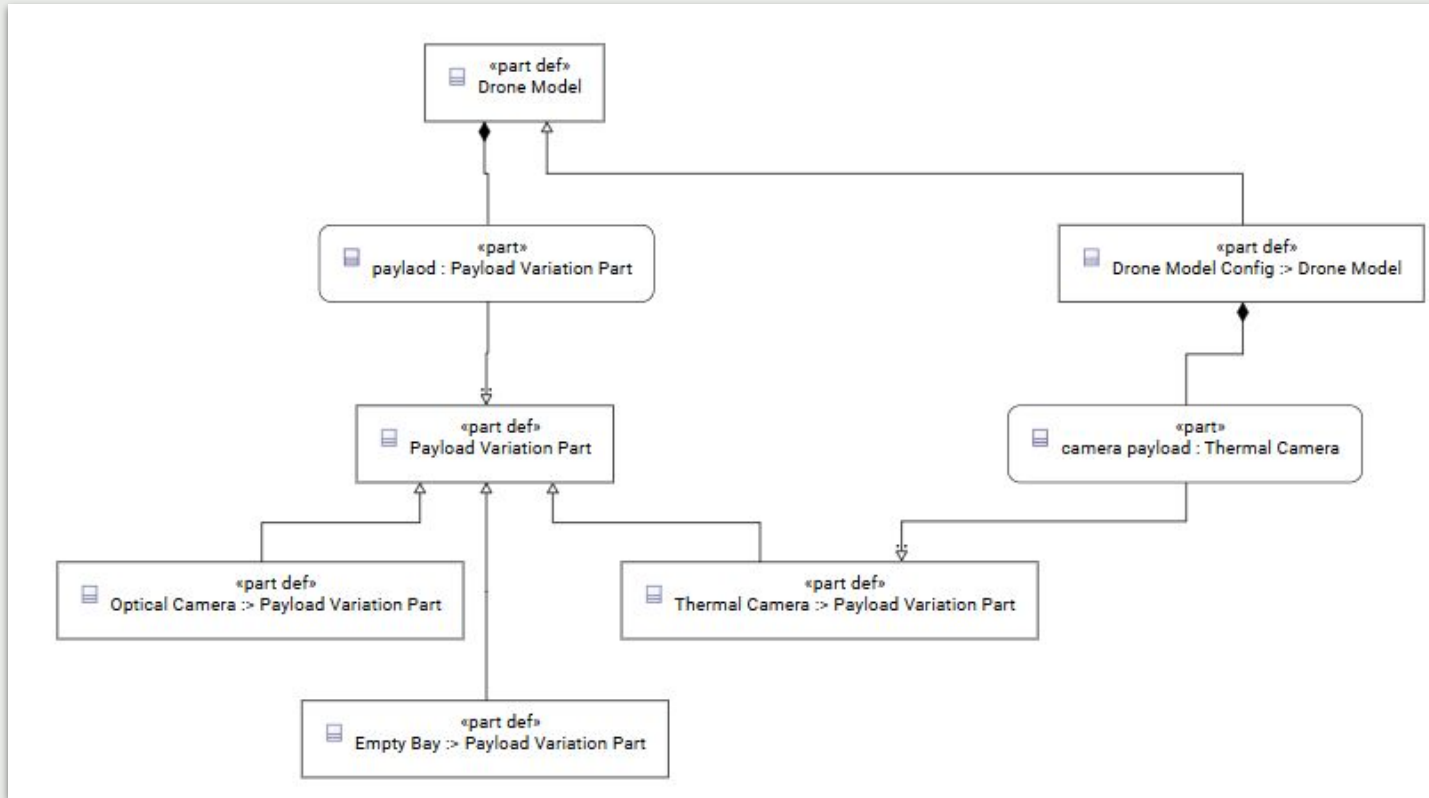 «part def»
Drone Model
«part»
paylaod : Payload Variation Part
«part def»
Drone Model Config :> Drone Model
«part def»
Payload Variation Part
«part»
camera payload : Thermal Camera
«part def»
Optical Camera :> Payload Variation Part
«part def»
Thermal Camera :> Payload Variation Part
«part def»
Empty Bay :> Payload Variation Part